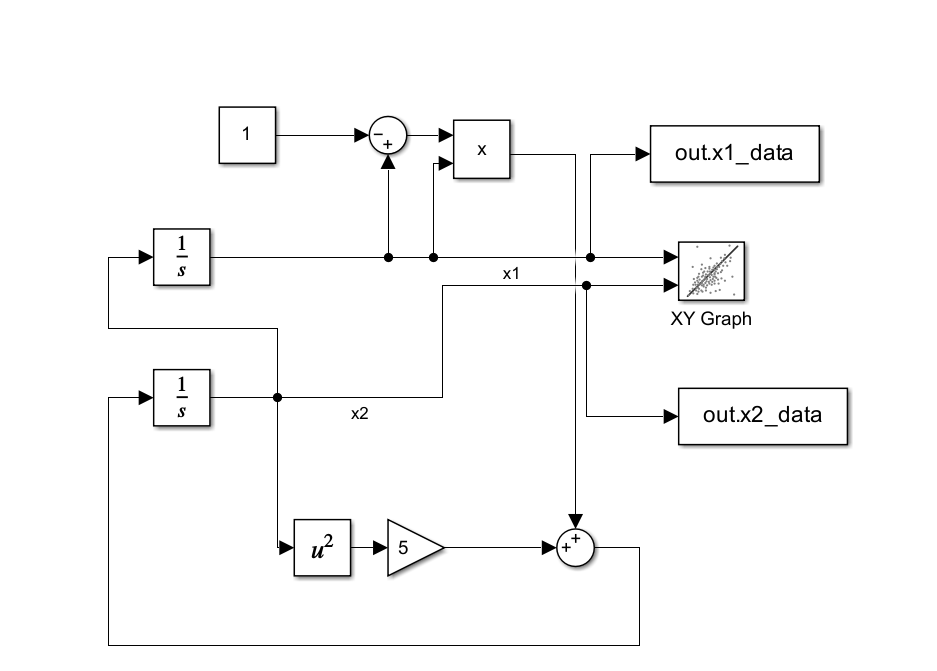 1
−
+
x
out.x1_data
1
s
x1
XY Graph
1
s
x2
out.x2_data
u²
5
+
+